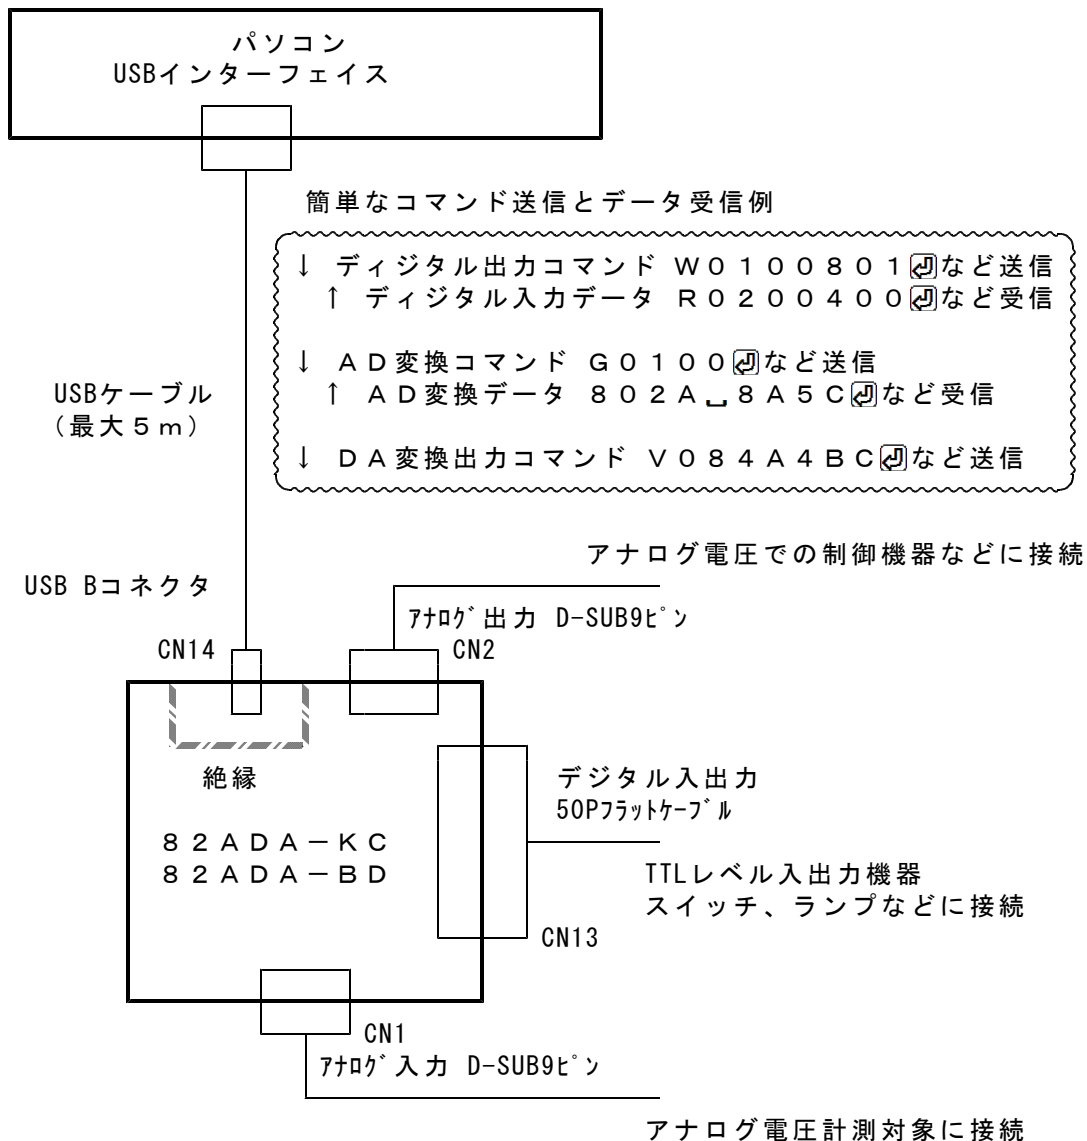 パソコン
USBインターフェイス
簡単なコマンド送信とデータ受信例
↓ ディジタル出力コマンド W0100801⏎など送信
↑ ディジタル入力データ R0200400⏎など受信
↓ AD変換コマンド G0100⏎など送信
↑ AD変換データ 802A␣8A5C⏎など受信
↓ DA変換出力コマンド V084A4BC⏎など送信
USBケーブル
(最大5m)
アナログ電圧での制御機器などに接続
USB Bコネクタ
ｱﾅﾛｸﾞ出力 D-SUB9ﾋﾟﾝ
CN14
CN2
絶縁
デジタル入出力
50Pﾌﾗｯﾄｹｰﾌﾞﾙ
82ADA-KC
82ADA-BD
TTLレベル入出力機器
スイッチ、ランプなどに接続
CN13
CN1
ｱﾅﾛｸﾞ入力 D-SUB9ﾋﾟﾝ
アナログ電圧計測対象に接続